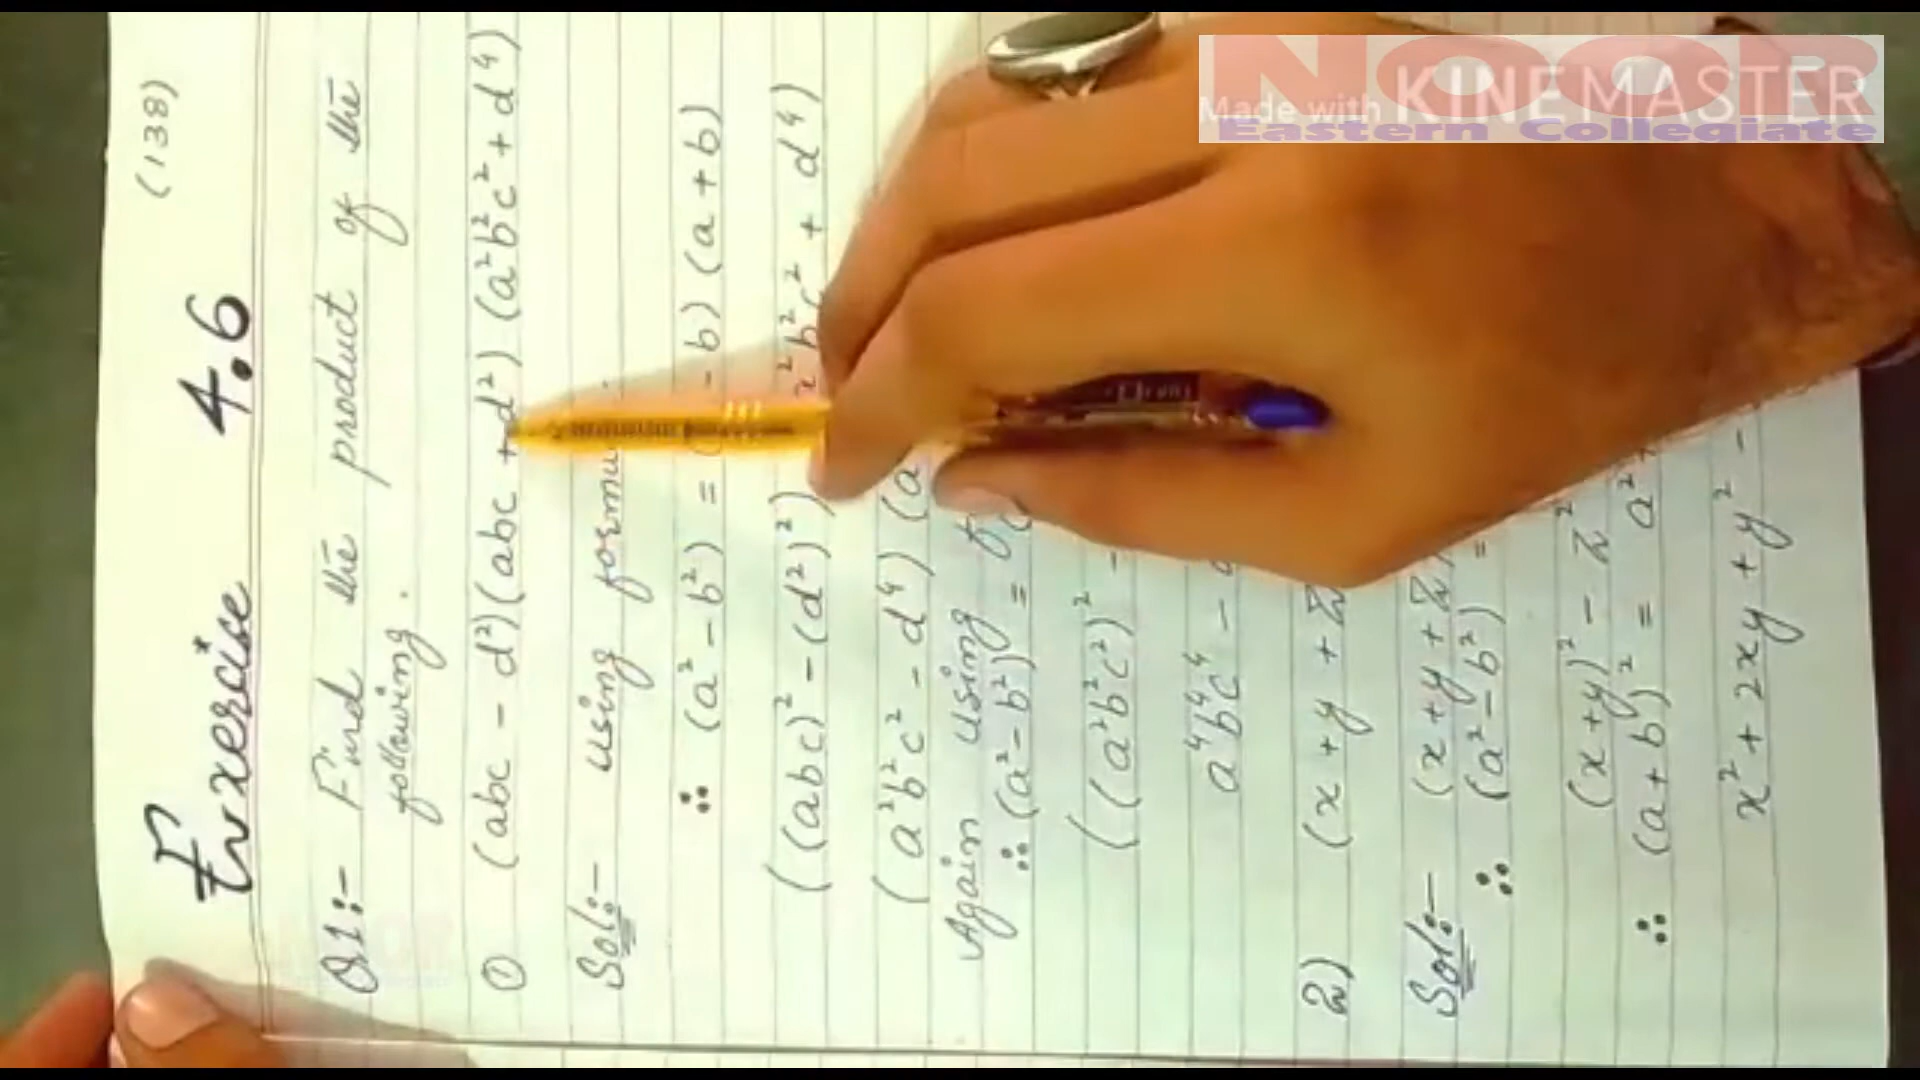 (138)
Exercise 4.6
Q1:- Find the product of the
following.
① (abc - d²)(abc + d²)(a²b²c² + d⁴)
Sol:- using formu
∴ (a² - b²) = - b)(a + b)
((abc)² - (d²)²) ²b²c² + d⁴)
(a²b²c² - d⁴)(a
Again using
∴ (a² - b²) =
((a²b²c²)² -
a⁴b⁴c⁴ -
2) (x + y + z
Sol:- (x + y + z
∴ (a² - b²) =
(x + y)² - z²
∴ (a + b)² = a² +
x² + 2xy + y² -
NOOR
Eastern Collegiate
Made with KINEMASTER